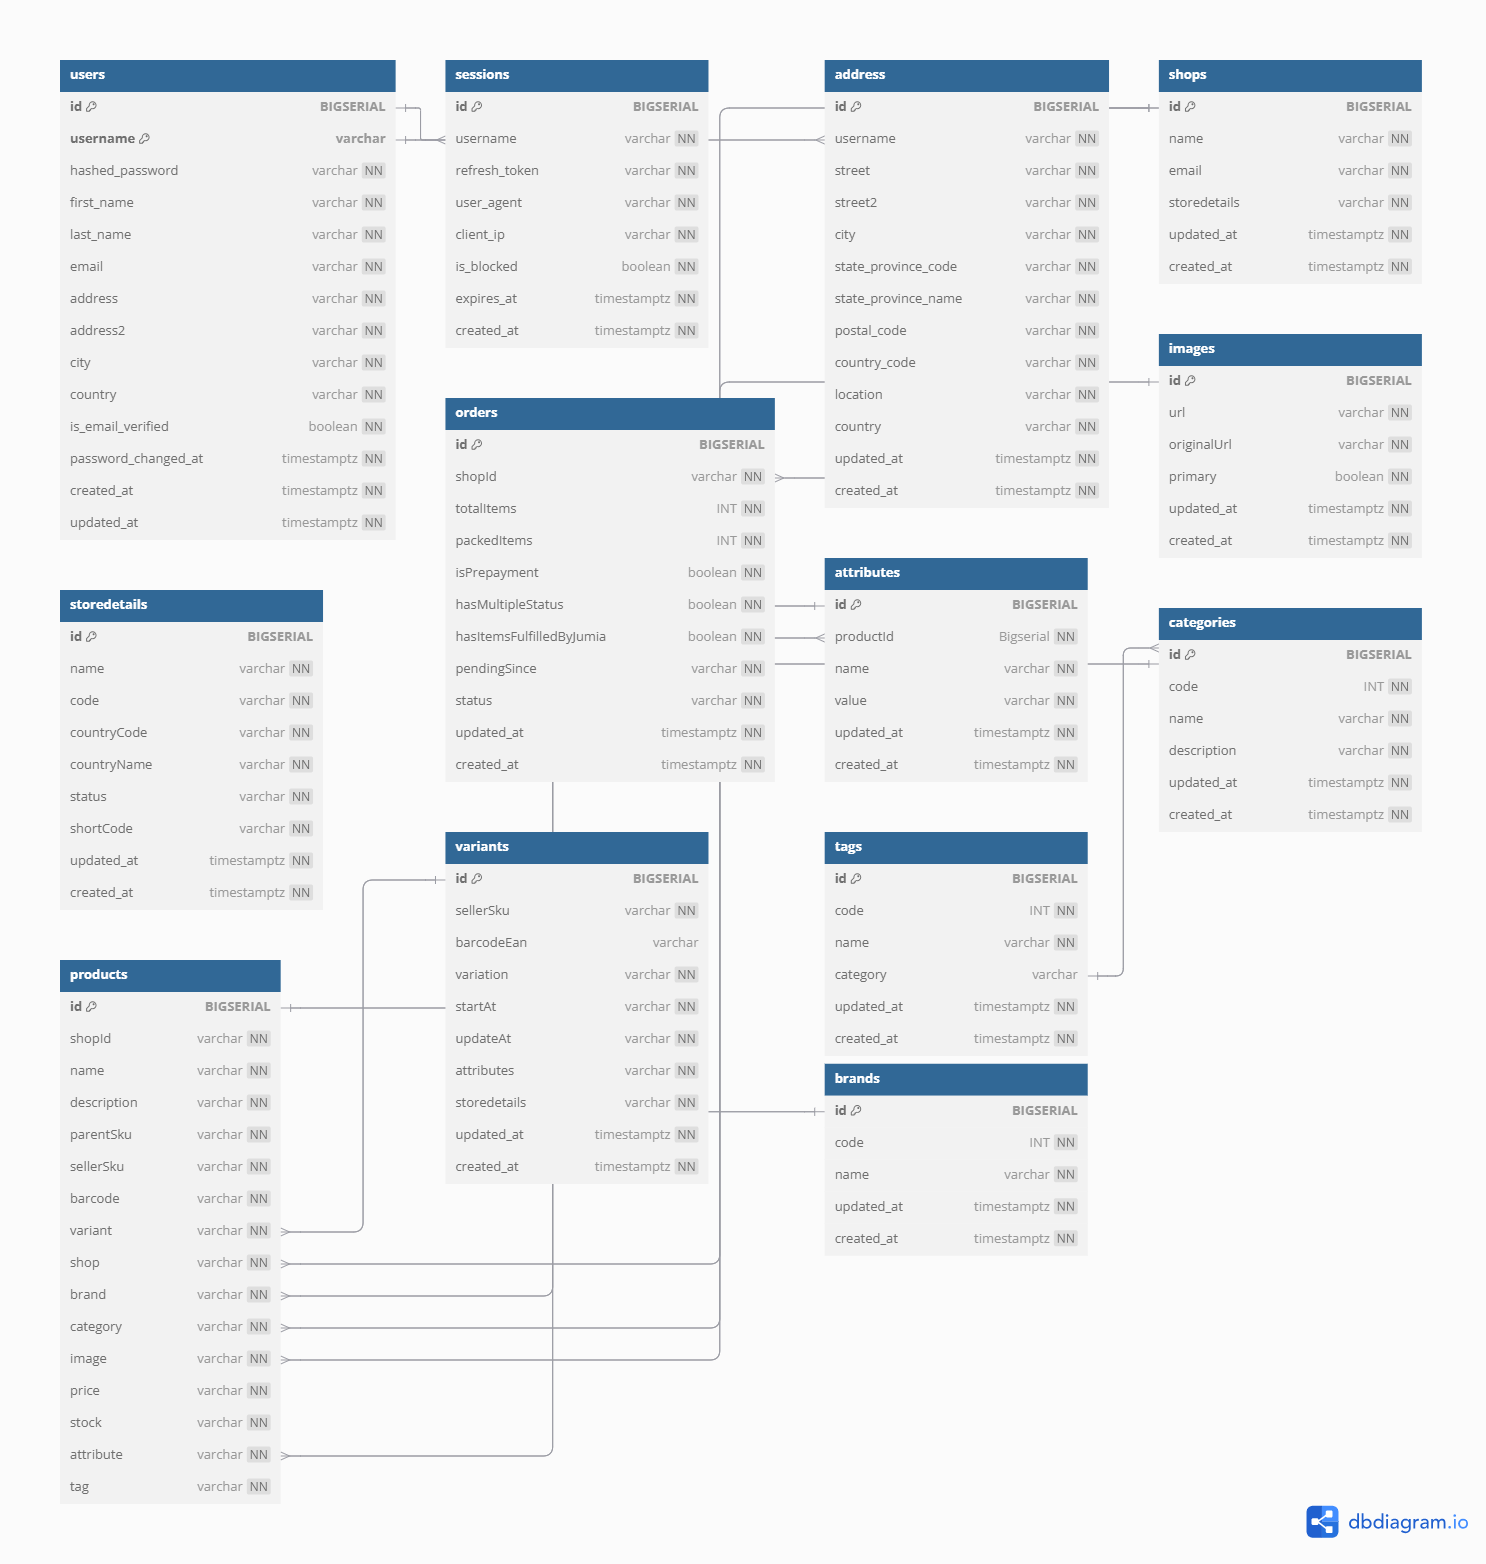 users
id BIGSERIAL
username varchar
hashed_password varchar NN
first_name varchar NN
last_name varchar NN
email varchar NN
address varchar NN
address2 varchar NN
city varchar NN
country varchar NN
is_email_verified boolean NN
password_changed_at timestamptz NN
created_at timestamptz NN
updated_at timestamptz NN
sessions
id BIGSERIAL
username varchar NN
refresh_token varchar NN
user_agent varchar NN
client_ip varchar NN
is_blocked boolean NN
expires_at timestamptz NN
created_at timestamptz NN
address
id BIGSERIAL
username varchar NN
street varchar NN
street2 varchar NN
city varchar NN
state_province_code varchar NN
state_province_name varchar NN
postal_code varchar NN
country_code varchar NN
location varchar NN
country varchar NN
updated_at timestamptz NN
created_at timestamptz NN
shops
id BIGSERIAL
name varchar NN
email varchar NN
storedetails varchar NN
updated_at timestamptz NN
created_at timestamptz NN
images
id BIGSERIAL
url varchar NN
originalUrl varchar NN
primary boolean NN
updated_at timestamptz NN
created_at timestamptz NN
orders
id BIGSERIAL
shopId varchar NN
totalItems INT NN
packedItems INT NN
isPrepayment boolean NN
hasMultipleStatus boolean NN
hasItemsFulfilledByJumia boolean NN
pendingSince varchar NN
status varchar NN
updated_at timestamptz NN
created_at timestamptz NN
attributes
id BIGSERIAL
productId Bigserial NN
name varchar NN
value varchar NN
updated_at timestamptz NN
created_at timestamptz NN
categories
id BIGSERIAL
code INT NN
name varchar NN
description varchar NN
updated_at timestamptz NN
created_at timestamptz NN
storedetails
id BIGSERIAL
name varchar NN
code varchar NN
countryCode varchar NN
countryName varchar NN
status varchar NN
shortCode varchar NN
updated_at timestamptz NN
created_at timestamptz NN
variants
id BIGSERIAL
sellerSku varchar NN
barcodeEan varchar
variation varchar NN
startAt varchar NN
updateAt varchar NN
attributes varchar NN
storedetails varchar NN
updated_at timestamptz NN
created_at timestamptz NN
tags
id BIGSERIAL
code INT NN
name varchar NN
category varchar
updated_at timestamptz NN
created_at timestamptz NN
brands
id BIGSERIAL
code INT NN
name varchar NN
updated_at timestamptz NN
created_at timestamptz NN
products
id BIGSERIAL
shopId varchar NN
name varchar NN
description varchar NN
parentSku varchar NN
sellerSku varchar NN
barcode varchar NN
variant varchar NN
shop varchar NN
brand varchar NN
category varchar NN
image varchar NN
price varchar NN
stock varchar NN
attribute varchar NN
tag varchar NN
dbdiagram.io